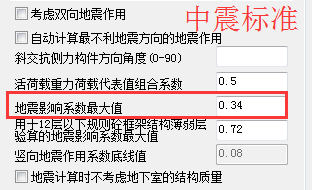 考虑双向地震作用
中震标准
自动计算最不利地震方向的地震作用
斜交抗侧力构件方向角度(0-90)
活荷载重力荷载代表值组合系数 0.5
地震影响系数最大值 0.34
用于12层以下规则砼框架结构薄弱层
验算的地震影响系数最大值 0.72
竖向地震作用系数底线值 0.08
地震计算时不考虑地下室的结构质量